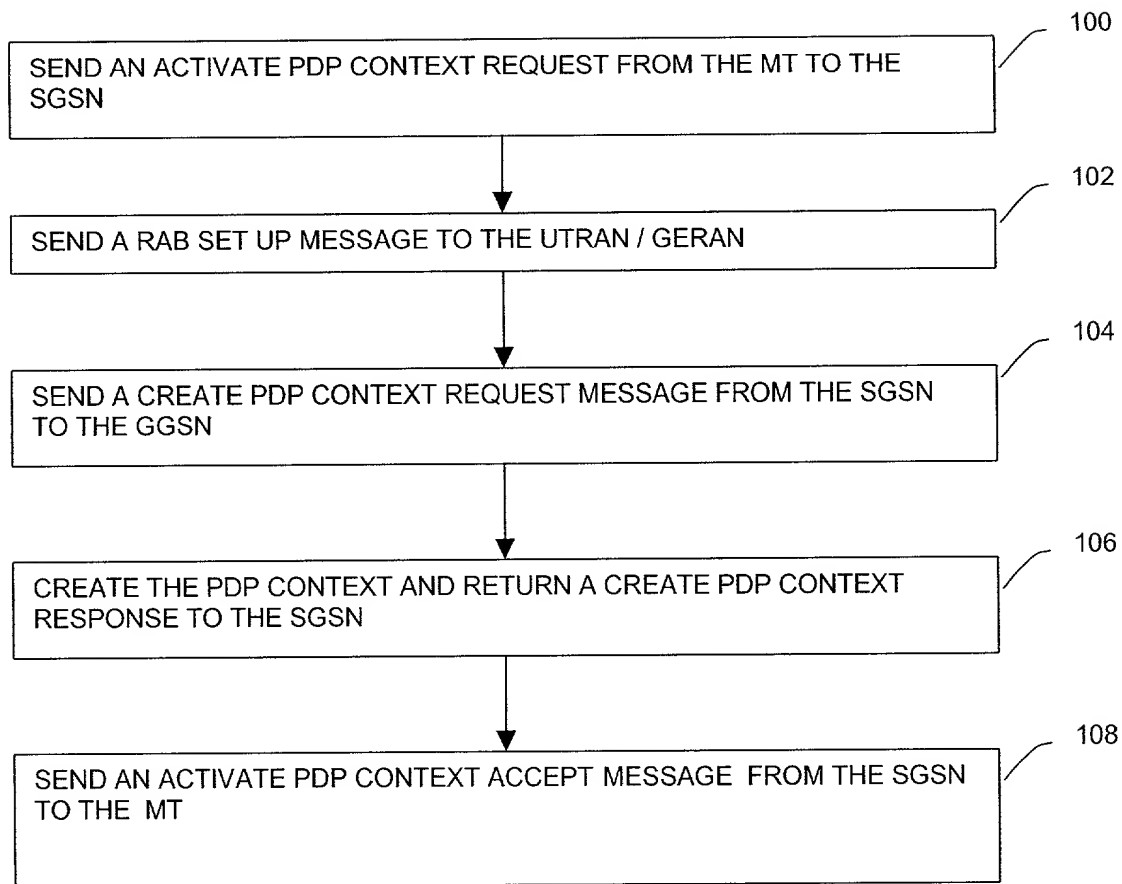 100
SEND AN ACTIVATE PDP CONTEXT REQUEST FROM THE MT TO THE
SGSN
102
SEND A RAB SET UP MESSAGE TO THE UTRAN / GERAN
104
SEND A CREATE PDP CONTEXT REQUEST MESSAGE FROM THE SGSN
TO THE GGSN
106
CREATE THE PDP CONTEXT AND RETURN A CREATE PDP CONTEXT
RESPONSE TO THE SGSN
108
SEND AN ACTIVATE PDP CONTEXT ACCEPT MESSAGE FROM THE SGSN
TO THE MT